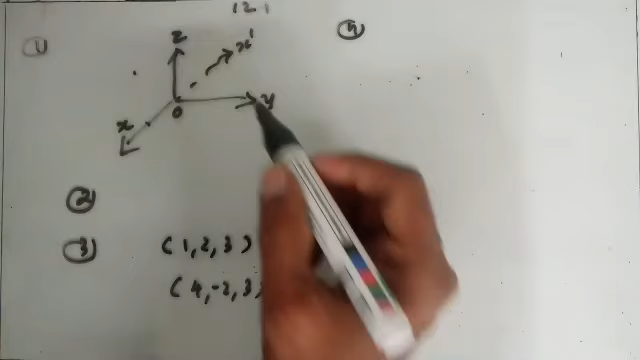 121
①
④
z
x'
y
0
x
②
③ (1, 2, 3)
(4, -2, 3)